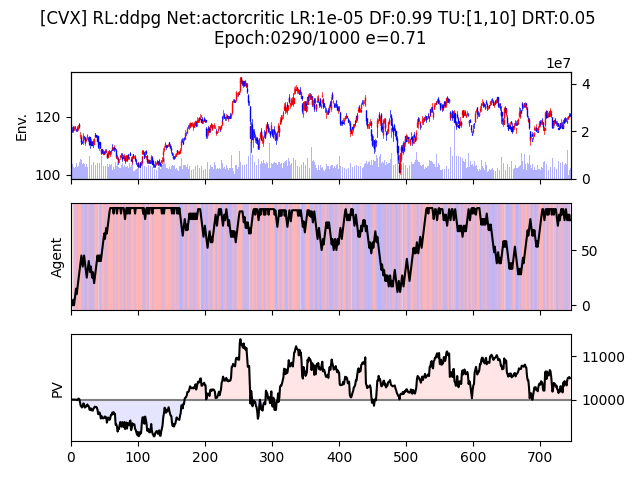 [CVX] RL:ddpg Net:actorcritic LR:1e-05 DF:0.99 TU:[1,10] DRT:0.05
Epoch:0290/1000 e=0.71
1e7
Env.
120
100
4
2
0
Agent
50
0
PV
11000
10000
0 100 200 300 400 500 600 700